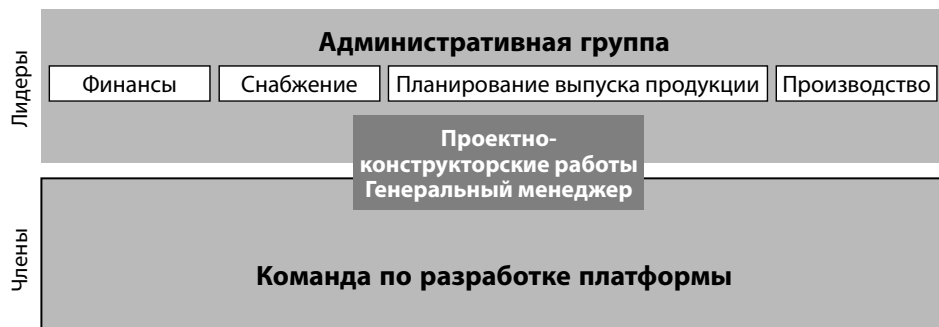 Лидеры
Административная группа
Финансы
Снабжение
Планирование выпуска продукции
Производство
Проектно-
конструкторские работы
Генеральный менеджер
Члены
Команда по разработке платформы